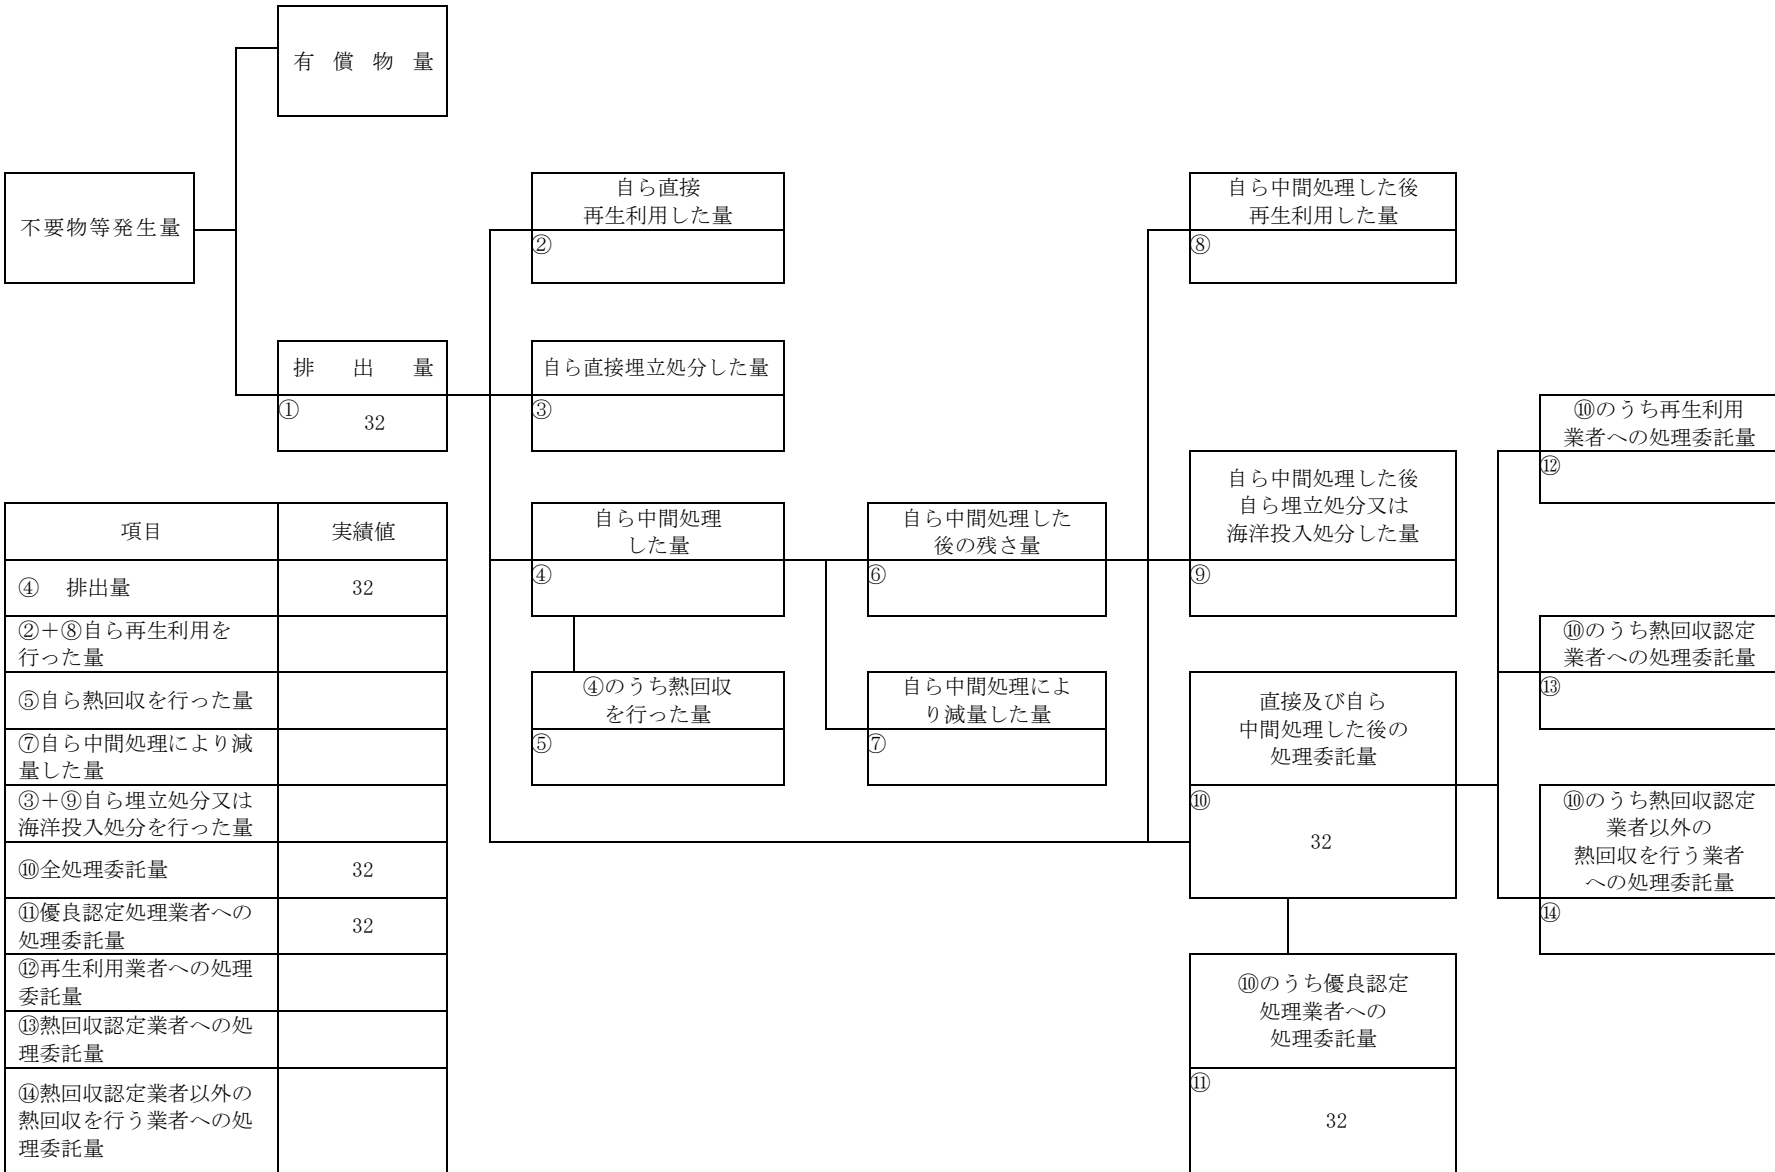 有 償 物 量
不要物等発生量
自ら直接
再生利用した量
②
自ら中間処理した後
再生利用した量
⑧
排 出 量
①
32
自ら直接埋立処分した量
③
⑩のうち再生利用
業者への処理委託量
⑫
自ら中間処理
した量
④
自ら中間処理した
後の残さ量
⑥
自ら中間処理した後
自ら埋立処分又は
海洋投入処分した量
⑨
⑩のうち熱回収認定
業者への処理委託量
⑬
④のうち熱回収
を行った量
⑤
自ら中間処理によ
り減量した量
⑦
直接及び自ら
中間処理した後の
処理委託量
⑩
32
⑩のうち熱回収認定
業者以外の
熱回収を行う業者
への処理委託量
⑭
⑩のうち優良認定
処理業者への
処理委託量
⑪
32
項目 実績値
④ 排出量 32
②＋⑧自ら再生利用を
行った量
⑤自ら熱回収を行った量
⑦自ら中間処理により減
量した量
③＋⑨自ら埋立処分又は
海洋投入処分を行った量
⑩全処理委託量 32
⑪優良認定処理業者への
処理委託量 32
⑫再生利用業者への処理
委託量
⑬熱回収認定業者への処
理委託量
⑭熱回収認定業者以外の
熱回収を行う業者への処
理委託量